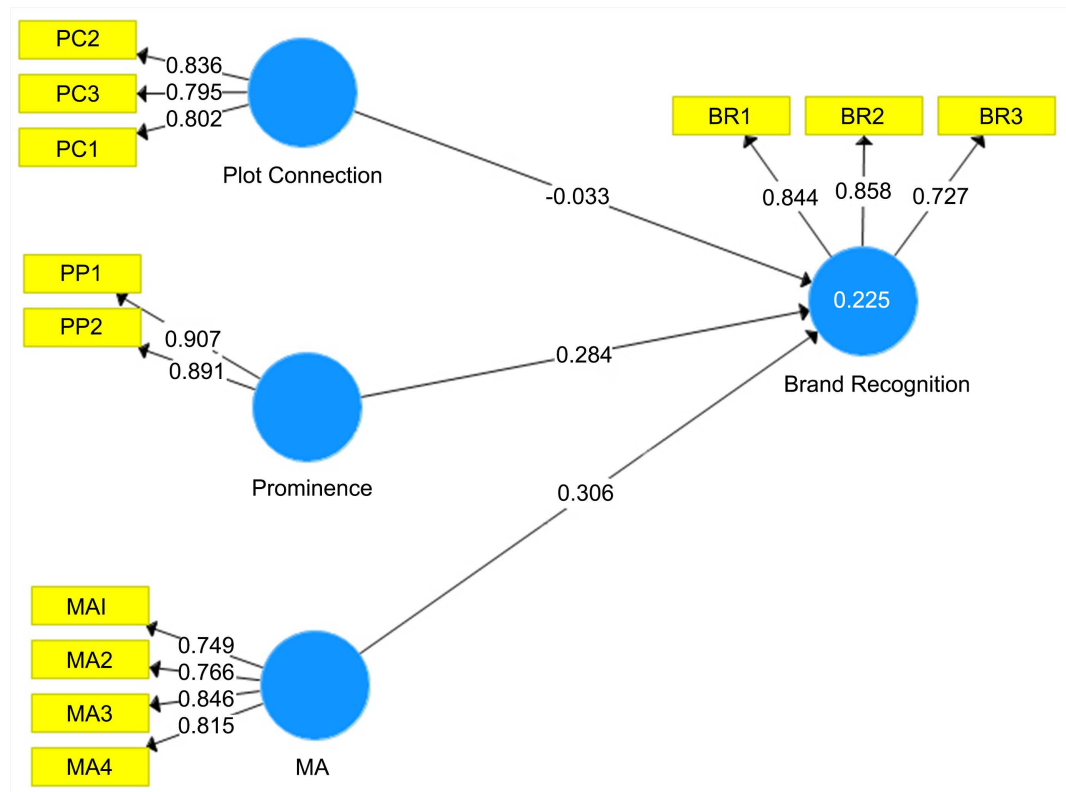 PC2
0.836
PC3
0.795
PC1
0.802
Plot Connection
-0.033
BR1
BR2
BR3
0.844
0.858
0.727
0.225
Brand Recognition
PP1
PP2
0.907
0.891
0.284
Prominence
0.306
MAI
MA2
MA3
MA4
0.749
0.766
0.846
0.815
MA